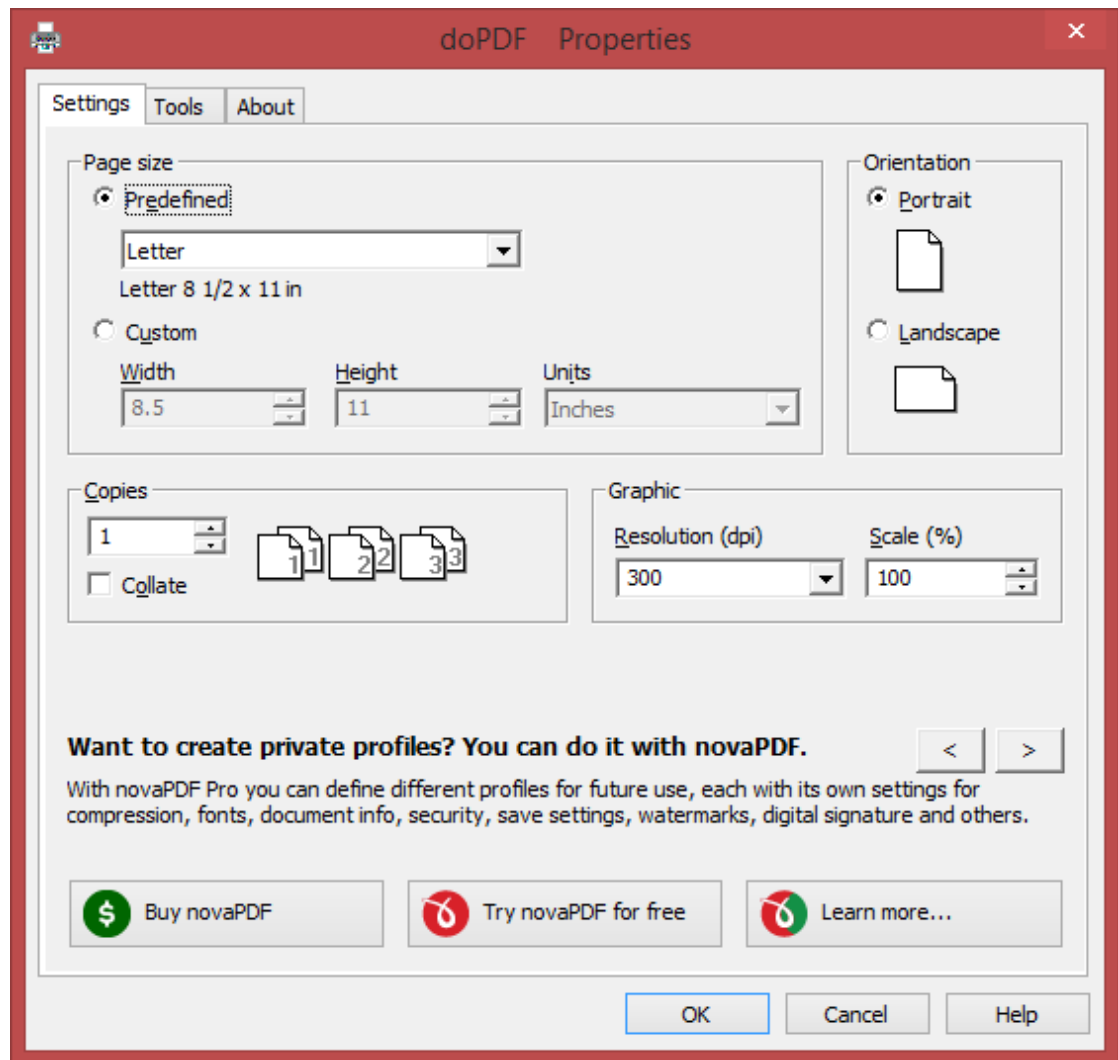 doPDF Properties
Settings Tools About
Page size
Predefined
Letter
Letter 8 1/2 x 11 in
Custom
Width Height Units
8.5 11 Inches
Orientation
Portrait
Landscape
Copies
1
Collate
1 1 2 2 3 3
Graphic
Resolution (dpi) Scale (%)
300 100
Want to create private profiles? You can do it with novaPDF.
< >
With novaPDF Pro you can define different profiles for future use, each with its own settings for
compression, fonts, document info, security, save settings, watermarks, digital signature and others.
$ Buy novaPDF Try novaPDF for free Learn more...
OK Cancel Help